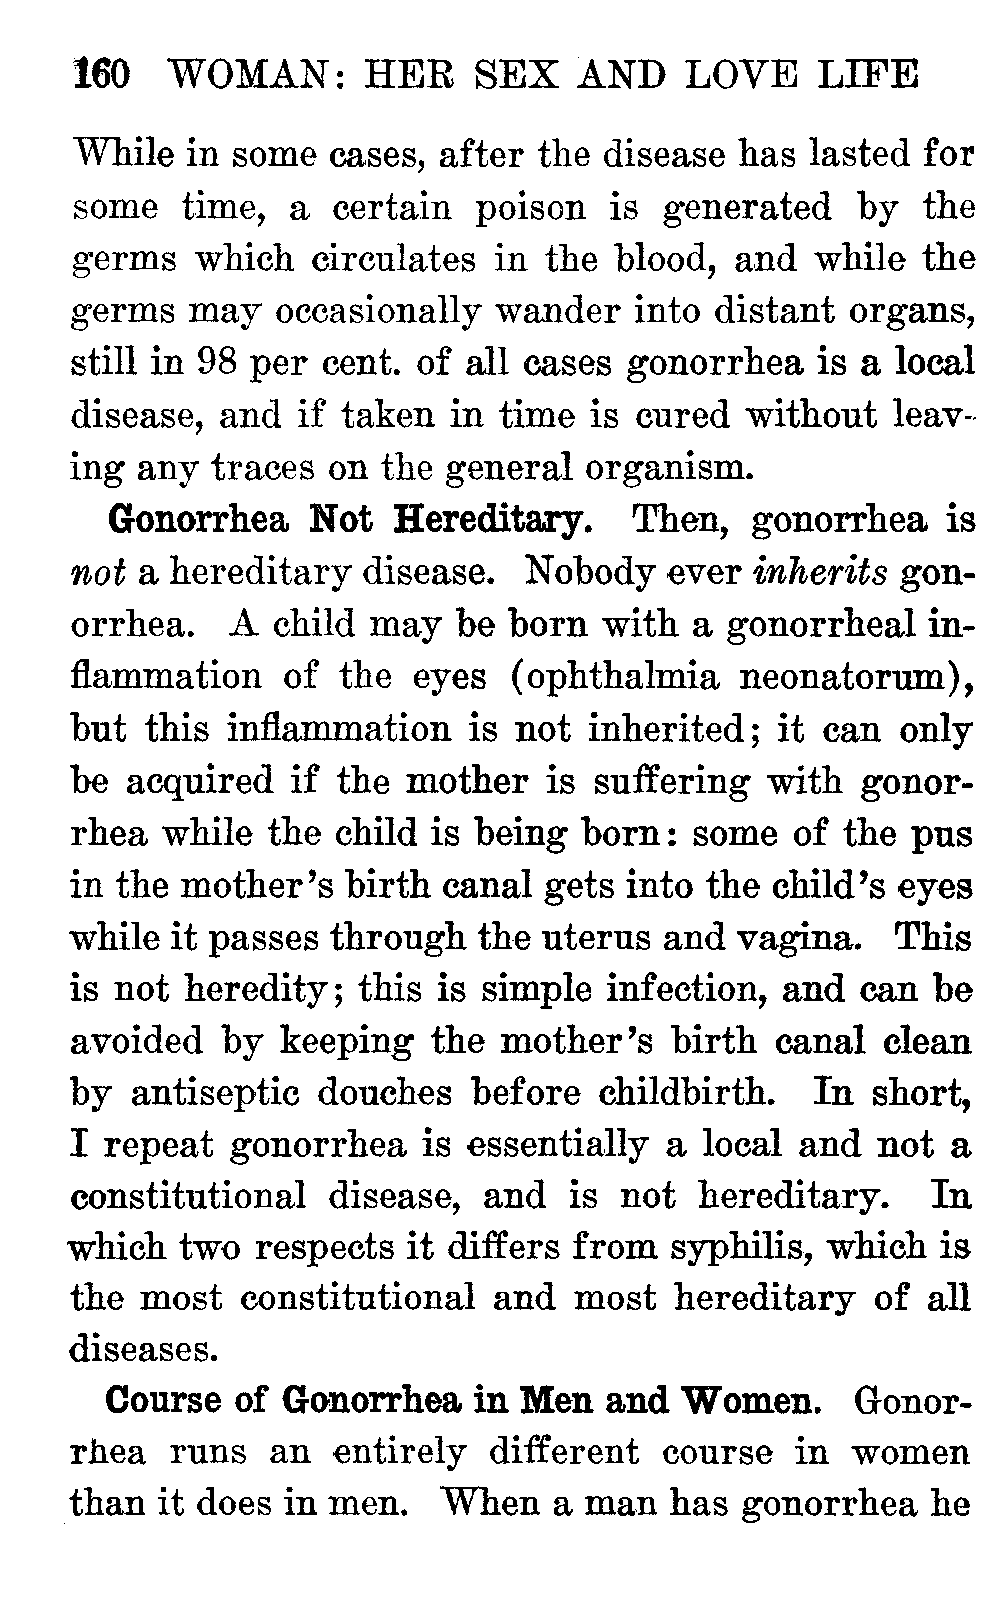 160 WOMAN: HER SEX AND LOVE LIFE
While in some cases, after the disease has lasted for
some time, a certain poison is generated by the
germs which circulates in the blood, and while the
germs may occasionally wander into distant organs,
still in 98 per cent. of all cases gonorrhea is a local
disease, and if taken in time is cured without leav-
ing any traces on the general organism.
Gonorrhea Not Hereditary. Then, gonorrhea is
not a hereditary disease. Nobody ever inherits gon-
orrhea. A child may be born with a gonorrheal in-
flammation of the eyes (ophthalmia neonatorum),
but this inflammation is not inherited; it can only
be acquired if the mother is suffering with gonor-
rhea while the child is being born: some of the pus
in the mother's birth canal gets into the child's eyes
while it passes through the uterus and vagina. This
is not heredity; this is simple infection, and can be
avoided by keeping the mother's birth canal clean
by antiseptic douches before childbirth. In short,
I repeat gonorrhea is essentially a local and not a
constitutional disease, and is not hereditary. In
which two respects it differs from syphilis, which is
the most constitutional and most hereditary of all
diseases.
Course of Gonorrhea in Men and Women. Gonor-
rhea runs an entirely different course in women
than it does in men. When a man has gonorrhea he